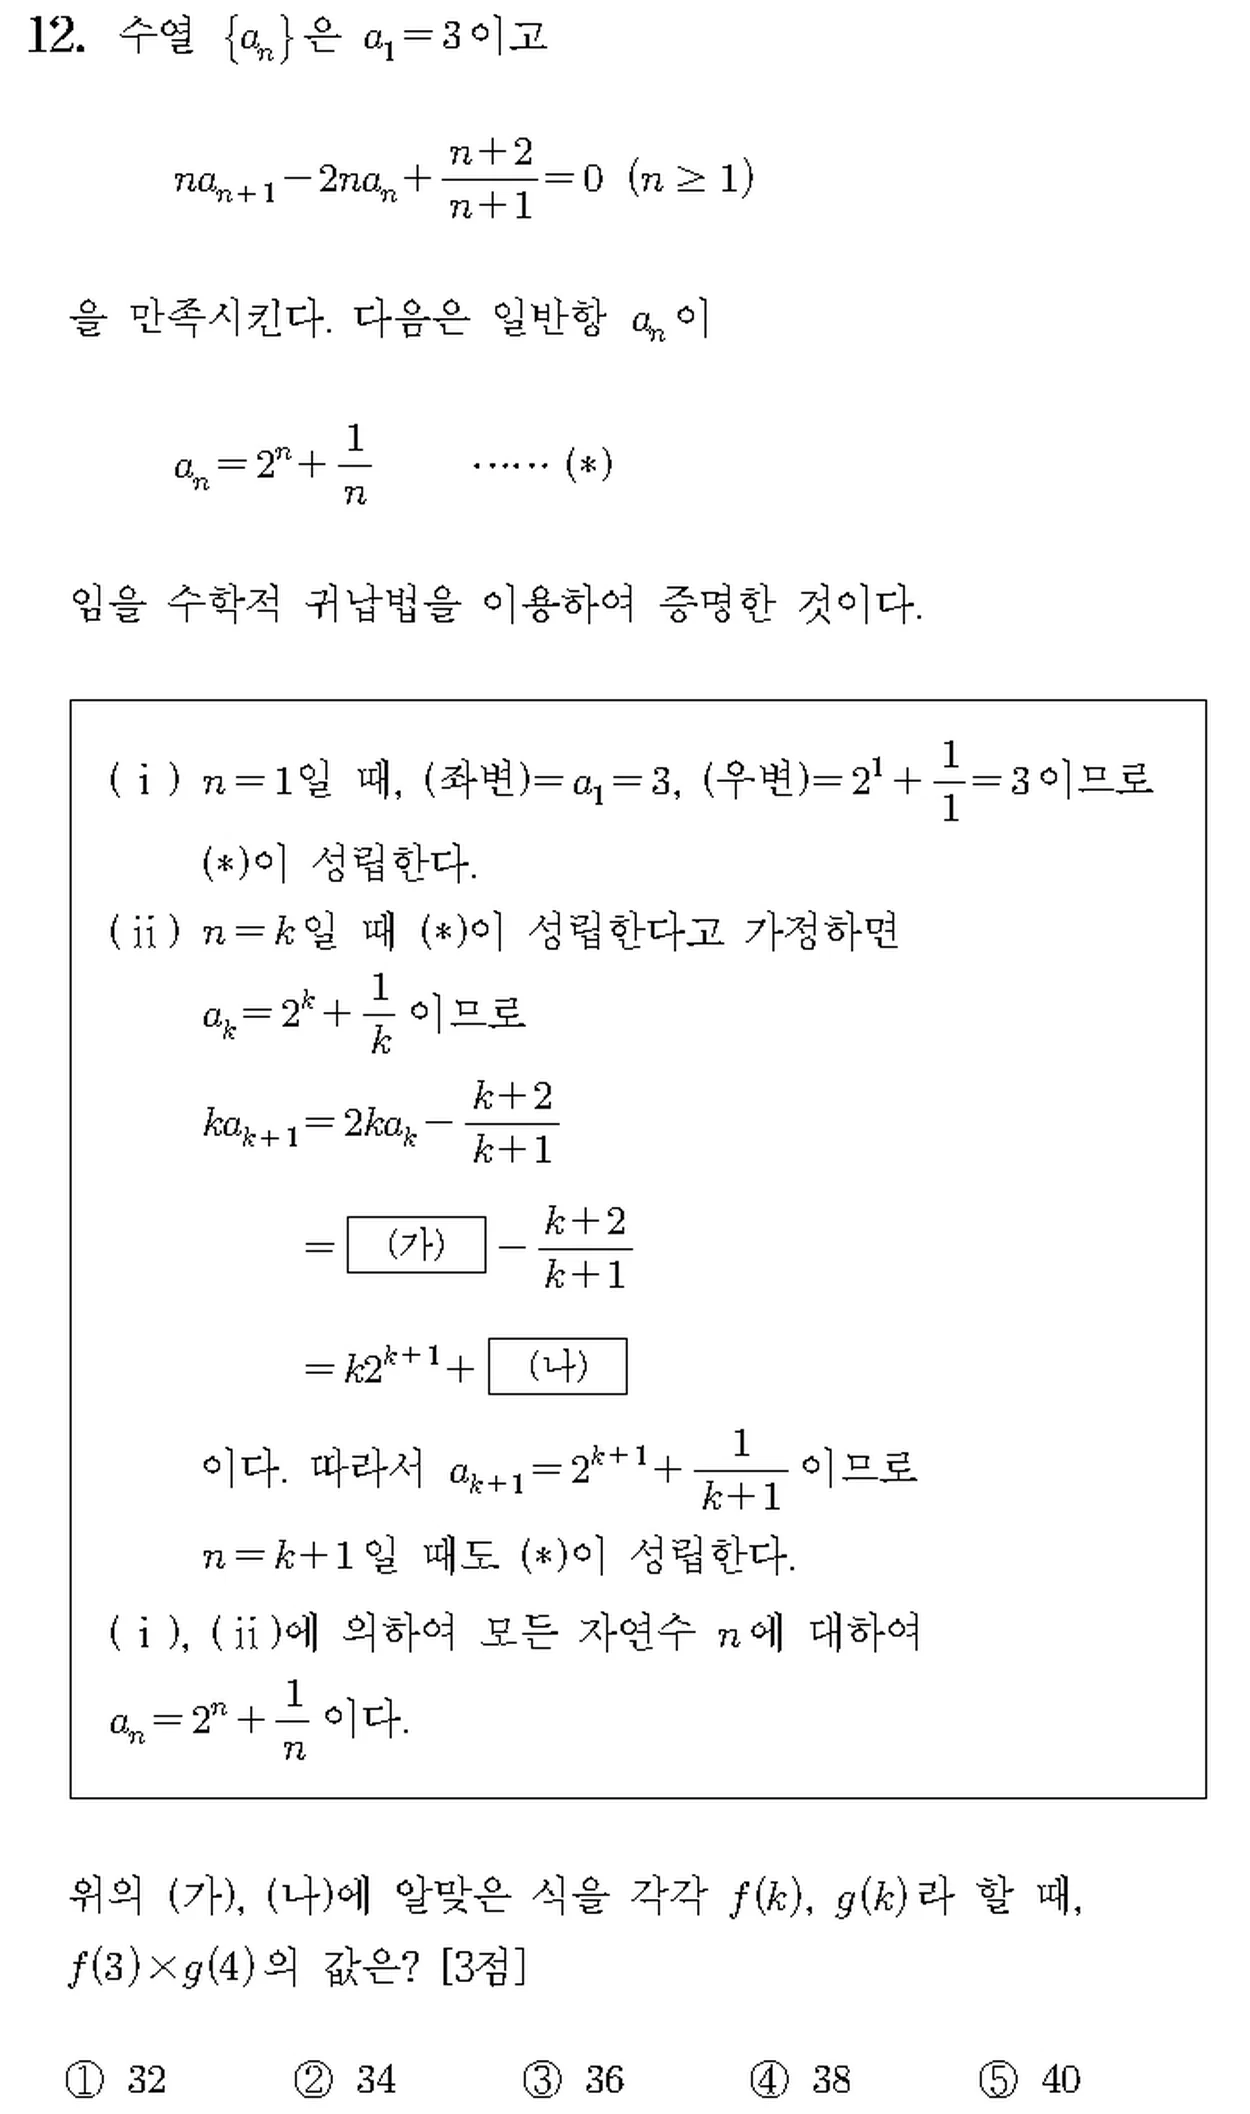 12. 수열 {aₙ}은 a₁=3이고
naₙ₊₁−2naₙ+(n+2)/(n+1)=0 (n ≥ 1)
을 만족시킨다. 다음은 일반항 aₙ이
aₙ=2ⁿ+1/n ⋯⋯ (*)
임을 수학적 귀납법을 이용하여 증명한 것이다.
(ⅰ) n=1일 때, (좌변)=a₁=3, (우변)=2¹+1/1=3이므로
(*)이 성립한다.
(ⅱ) n=k일 때 (*)이 성립한다고 가정하면
aₖ=2ᵏ+1/k 이므로
kaₖ₊₁=2kaₖ−(k+2)/(k+1)
= (가) −(k+2)/(k+1)
=k2ᵏ⁺¹+ (나)
이다. 따라서 aₖ₊₁=2ᵏ⁺¹+1/(k+1) 이므로
n=k+1일 때도 (*)이 성립한다.
(ⅰ), (ⅱ)에 의하여 모든 자연수 n에 대하여
aₙ=2ⁿ+1/n 이다.
위의 (가), (나)에 알맞은 식을 각각 f(k), g(k)라 할 때,
f(3)×g(4)의 값은? [3점]
① 32 ② 34 ③ 36 ④ 38 ⑤ 40